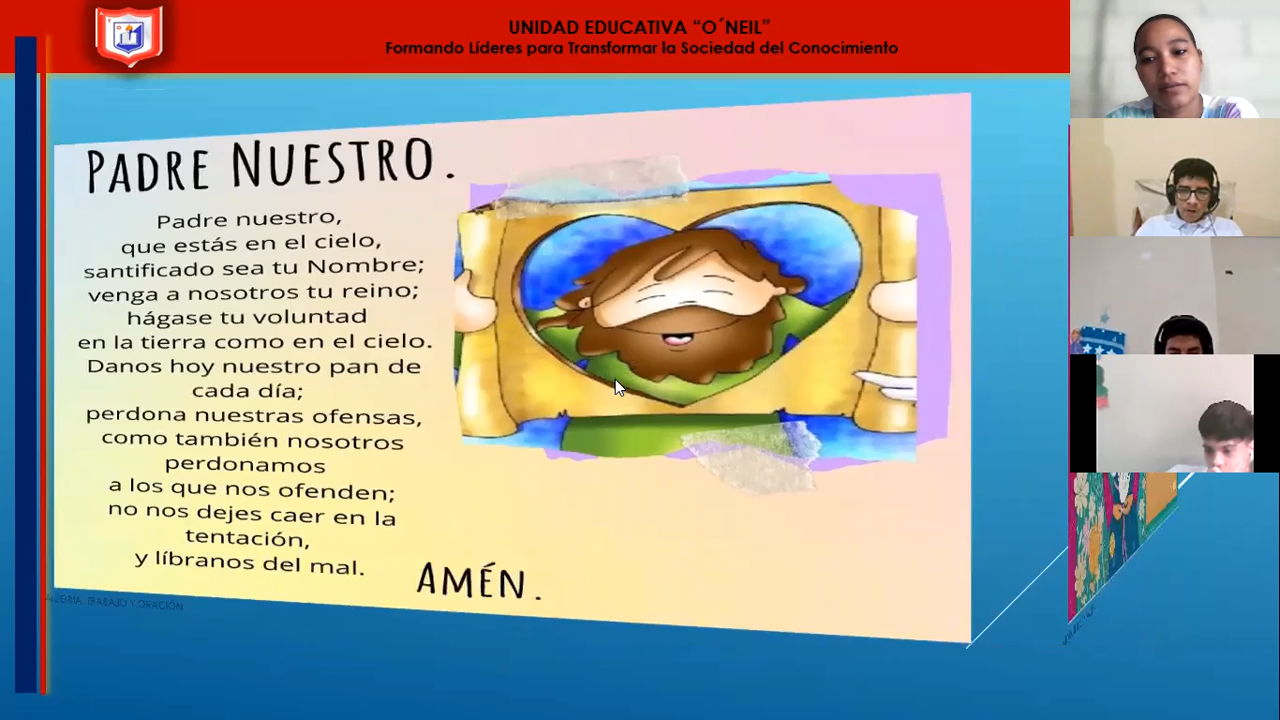 UNIDAD EDUCATIVA “O´NEIL”
Formando Líderes para Transformar la Sociedad del Conocimiento
PADRE NUESTRO.
Padre nuestro,
que estás en el cielo,
santificado sea tu Nombre;
venga a nosotros tu reino;
hágase tu voluntad
en la tierra como en el cielo.
Danos hoy nuestro pan de
cada día;
perdona nuestras ofensas,
como también nosotros
perdonamos
a los que nos ofenden;
no nos dejes caer en la
tentación,
y líbranos del mal.
AMÉN.
ALEGRIA, TRABAJO Y ORACIÓN